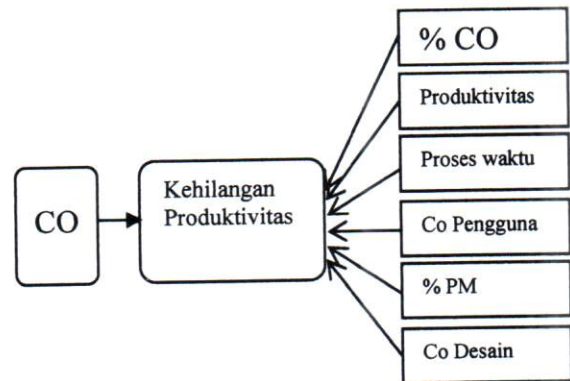 % CO
Produktivitas
Proses waktu
CO
Kehilangan
Produktivitas
Co Pengguna
% PM
Co Desain